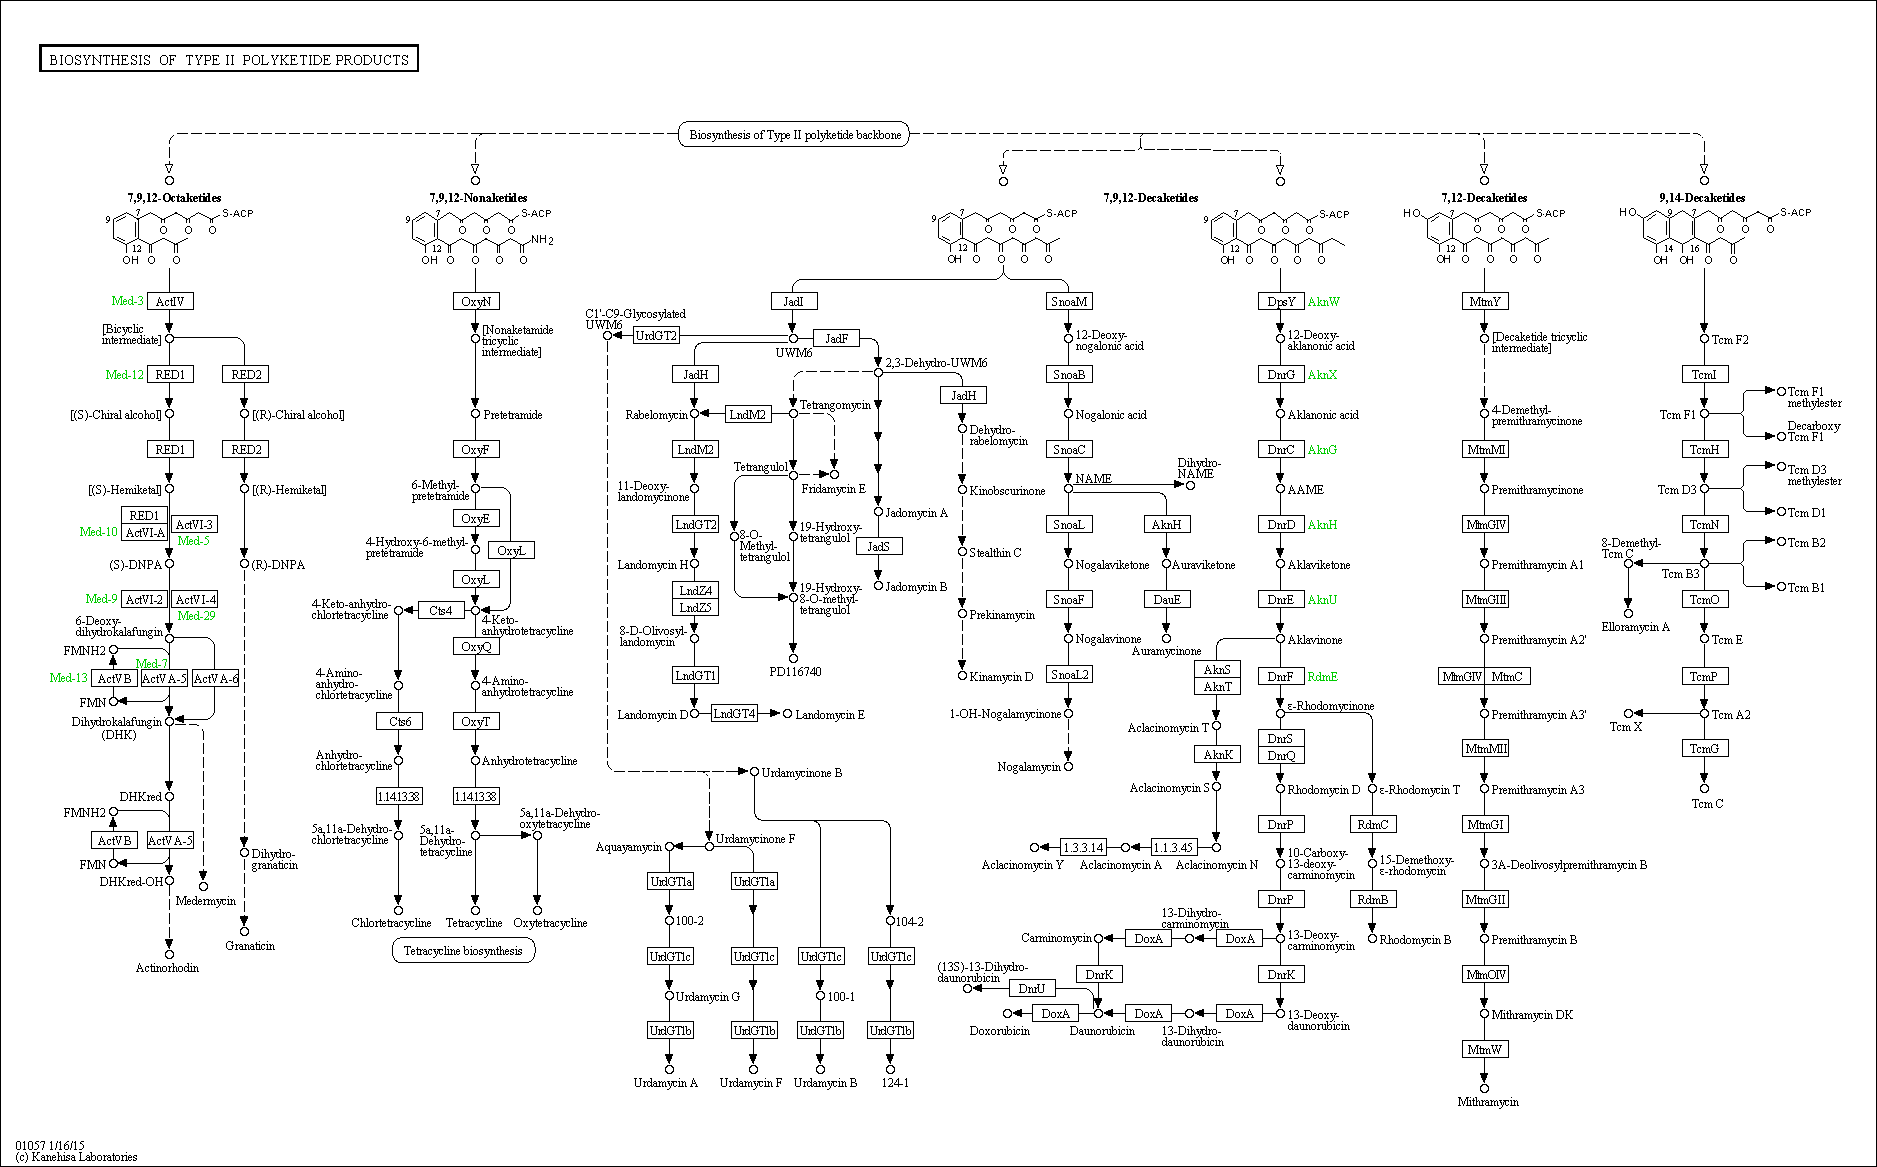 BIOSYNTHESIS OF TYPE II POLYKETIDE PRODUCTS
Biosynthesis of Type II polyketide backbone
7,9,12-Octaketides
7,9,12-Nonaketides
7,9,12-Decaketides
7,12-Decaketides
9,14-Decaketides
9
7
S-ACP
O
O
O
12
OH
O
O
9
7
S-ACP
O
O
O
NH2
12
OH
O
O
O
O
9
7
S-ACP
O
O
O
12
OH
O
O
O
O
9
7
S-ACP
O
O
O
12
OH
O
O
O
O
HO
7
S-ACP
O
O
O
12
OH
O
O
O
O
HO
9
7
S-ACP
O
O
O
14
16
OH
OH
O
O
Med-3
ActIV
[Bicyclic
intermediate]
Med-12
RED1
RED2
[(S)-Chiral alcohol]
[(R)-Chiral alcohol]
RED1
RED2
[(S)-Hemiketal]
[(R)-Hemiketal]
RED1
ActVI-3
Med-10
ActVI-A
Med-5
(S)-DNPA
(R)-DNPA
Med-9
ActVI-2
ActVI-4
Med-29
6-Deoxy-
dihydrokalafungin
FMNH2
Med-7
Med-13
ActVB
ActVA-5
ActVA-6
FMN
Dihydrokalafungin
(DHK)
DHKred
FMNH2
ActVB
ActVA-5
FMN
DHKred-OH
Medermycin
Dihydro-
granaticin
Granaticin
Actinorhodin
OxyN
[Nonaketamide
tricyclic
intermediate]
Pretetramide
OxyF
6-Methyl-
pretetramide
OxyE
4-Hydroxy-6-methyl-
pretetramide
OxyL
OxyL
4-Keto-anhydro-
chlortetracycline
Cts4
4-Keto-
anhydrotetracycline
OxyQ
4-Amino-
anhydro-
chlortetracycline
4-Amino-
anhydrotetracycline
Cts6
OxyT
Anhydro-
chlortetracycline
Anhydrotetracycline
1.14.13.38
1.14.13.38
5a,11a-Dehydro-
chlortetracycline
5a,11a-
Dehydro-
tetracycline
5a,11a-Dehydro-
oxytetracycline
Chlortetracycline
Tetracycline
Oxytetracycline
Tetracycline biosynthesis
JadI
C1'-C9-Glycosylated
UWM6
UrdGT2
JadF
UWM6
2,3-Dehydro-UWM6
JadH
JadH
Rabelomycin
LndM2
Tetrangomycin
Dehydro-
rabelomycin
LndM2
Tetrangulol
Fridamycin E
11-Deoxy-
landomycinone
Kinobscurinone
LndGT2
8-O-
Methyl-
tetrangulol
19-Hydroxy-
tetrangulol
Jadomycin A
JadS
Stealthin C
Landomycin H
Jadomycin B
LndZ4
LndZ5
19-Hydroxy-
8-O-methyl-
tetrangulol
Prekinamycin
8-D-Olivosyl-
landomycin
PD116740
LndGT1
Kinamycin D
Landomycin D
LndGT4
Landomycin E
Urdamycinone B
Urdamycinone F
Aquayamycin
UrdGT1a
UrdGT1a
100-2
104-2
UrdGT1c
UrdGT1c
UrdGT1c
UrdGT1c
Urdamycin G
100-1
UrdGT1b
UrdGT1b
UrdGT1b
UrdGT1b
Urdamycin A
Urdamycin F
Urdamycin B
124-1
SnoaM
12-Deoxy-
nogalonic acid
SnoaB
Nogalonic acid
SnoaC
NAME
Dihydro-
NAME
SnoaL
AknH
Nogalaviketone
Auraviketone
SnoaF
DauE
Nogalavinone
Auramycinone
SnoaL2
1-OH-Nogalamycinone
Nogalamycin
DpsY
AknW
12-Deoxy-
aklanonic acid
DnrG
AknX
Aklanonic acid
DnrC
AknG
AAME
DnrD
AknH
Aklaviketone
DnrE
AknU
Aklavinone
AknS
AknT
DnrF
RdmE
ε-Rhodomycinone
Aclacinomycin T
DnrS
DnrQ
AknK
Aclacinomycin S
Rhodomycin D
ε-Rhodomycin T
DnrP
RdmC
Aclacinomycin Y
1.3.3.14
Aclacinomycin A
1.1.3.45
Aclacinomycin N
10-Carboxy-
13-deoxy-
carminomycin
15-Demethoxy-
ε-rhodomycin
DnrP
RdmB
13-Dihydro-
carminomycin
Carminomycin
DoxA
DoxA
13-Deoxy-
carminomycin
Rhodomycin B
(13S)-13-Dihydro-
daunorubicin
DnrK
DnrK
DnrU
Doxorubicin
DoxA
Daunorubicin
DoxA
13-Dihydro-
daunorubicin
DoxA
13-Deoxy-
daunorubicin
MtmY
[Decaketide tricyclic
intermediate]
4-Demethyl-
premithramycinone
MtmMI
Premithramycinone
MtmGIV
Premithramycin A1
MtmGIII
Premithramycin A2'
MtmGIV
MtmC
Premithramycin A3'
MtmMII
Premithramycin A3
MtmGI
3A-Deolivosylpremithramycin B
MtmGII
Premithramycin B
MtmOIV
Mithramycin DK
MtmW
Mithramycin
Tcm F2
TcmI
Tcm F1
Tcm F1
methylester
Decarboxy
Tcm F1
TcmH
Tcm D3
Tcm D3
methylester
Tcm D1
TcmN
8-Demethyl-
Tcm C
Tcm B3
Tcm B2
Tcm B1
TcmO
Elloramycin A
Tcm E
TcmP
Tcm X
Tcm A2
TcmG
Tcm C
01057 1/16/15
(c) Kanehisa Laboratories